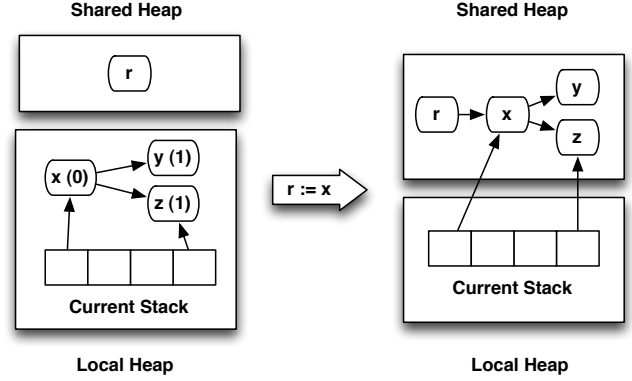 Shared Heap
r
x (0)
y (1)
z (1)
Current Stack
Local Heap
r := x
Shared Heap
r
x
y
z
Current Stack
Local Heap